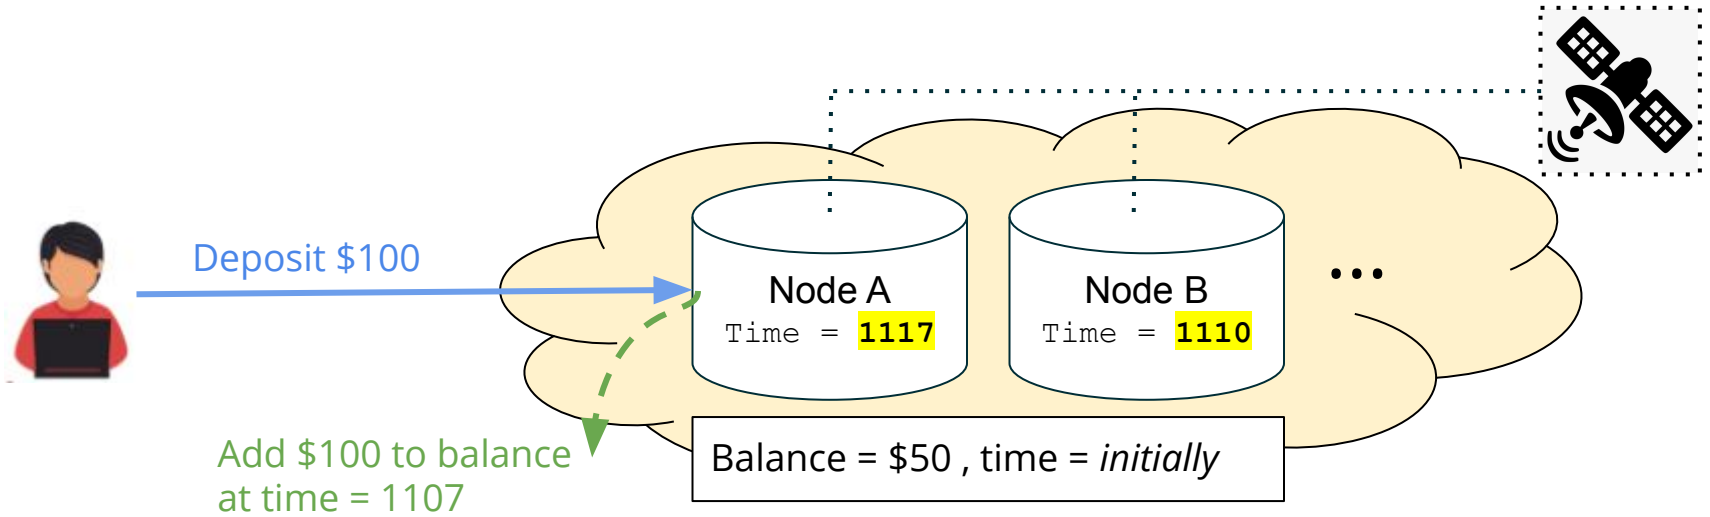 Deposit $100
Node A
Time = 1117
Node B
Time = 1110
...
Add $100 to balance
at time = 1107
Balance = $50 , time = initially